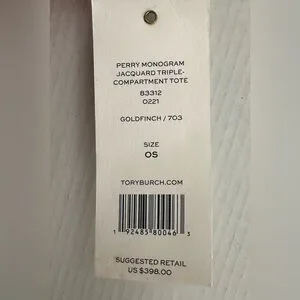 PERRY MONOGRAM
JACQUARD TRIPLE-
COMPARTMENT TOTE
83312
0221
GOLDFINCH / 703
SIZE
OS
TORYBURCH.COM
1 92485 80046 3
SUGGESTED RETAIL
US $398.00